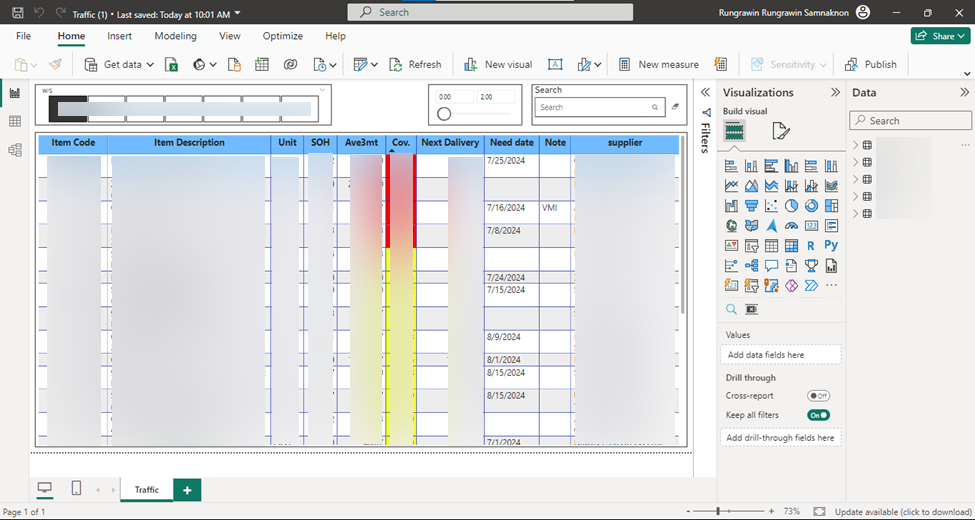 Traffic (1) • Last saved: Today at 10:01 AM
Search
Rungrawin Rungrawin Samnaknon
File Home Insert Modeling View Optimize Help
Share
Get data
Refresh
New visual
New measure
Sensitivity
Publish
w/s
0.00 2.00
Search
Search
Item Code Item Description Unit SOH Ave3mt Cov. Next Dalivery Need date Note supplier
7/25/2024
7/16/2024 VMI
7/8/2024
7/24/2024
7/15/2024
8/9/2024
8/1/2024
8/15/2024
8/15/2024
7/1/2024
Filters
Visualizations
Build visual
123
R Py
Values
Add data fields here
Drill through
Cross-report Off
Keep all filters On
Add drill-through fields here
Data
Search
Traffic
Page 1 of 1
73%
Update available (click to download)